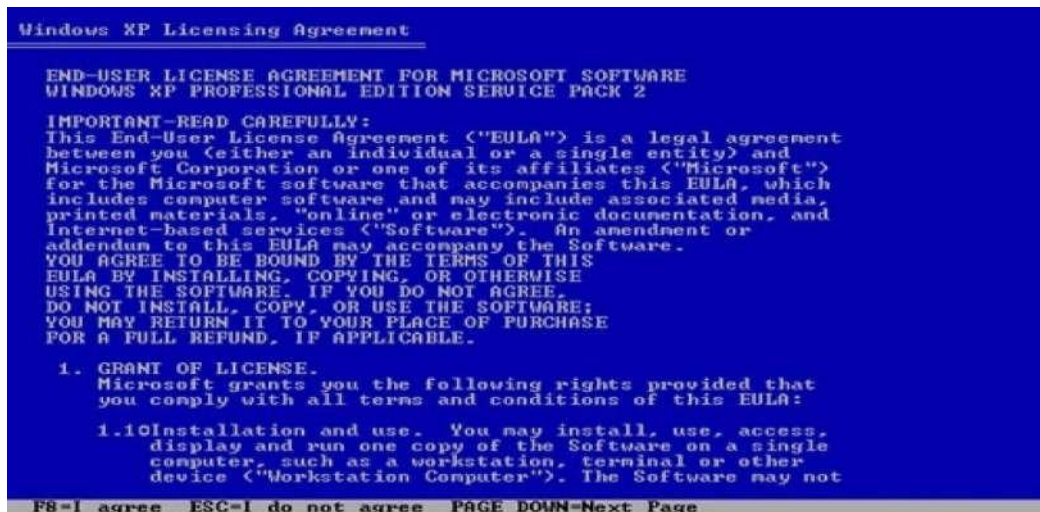 Windows XP Licensing Agreement
END-USER LICENSE AGREEMENT FOR MICROSOFT SOFTWARE
WINDOWS XP PROFESSIONAL EDITION SERVICE PACK 2
IMPORTANT-READ CAREFULLY:
This End-User License Agreement ("EULA") is a legal agreement
between you (either an individual or a single entity) and
Microsoft Corporation or one of its affiliates ("Microsoft")
for the Microsoft software that accompanies this EULA, which
includes computer software and may include associated media,
printed materials, "online" or electronic documentation, and
Internet-based services ("Software"). An amendment or
addendum to this EULA may accompany the Software.
YOU AGREE TO BE BOUND BY THE TERMS OF THIS
EULA BY INSTALLING, COPYING, OR OTHERWISE
USING THE SOFTWARE. IF YOU DO NOT AGREE,
DO NOT INSTALL, COPY, OR USE THE SOFTWARE;
YOU MAY RETURN IT TO YOUR PLACE OF PURCHASE
FOR A FULL REFUND, IF APPLICABLE.
1. GRANT OF LICENSE.
Microsoft grants you the following rights provided that
you comply with all terms and conditions of this EULA:
1.1○Installation and use. You may install, use, access,
display and run one copy of the Software on a single
computer, such as a workstation, terminal or other
device ("Workstation Computer"). The Software may not
F8=I agree ESC=I do not agree PAGE DOWN=Next Page